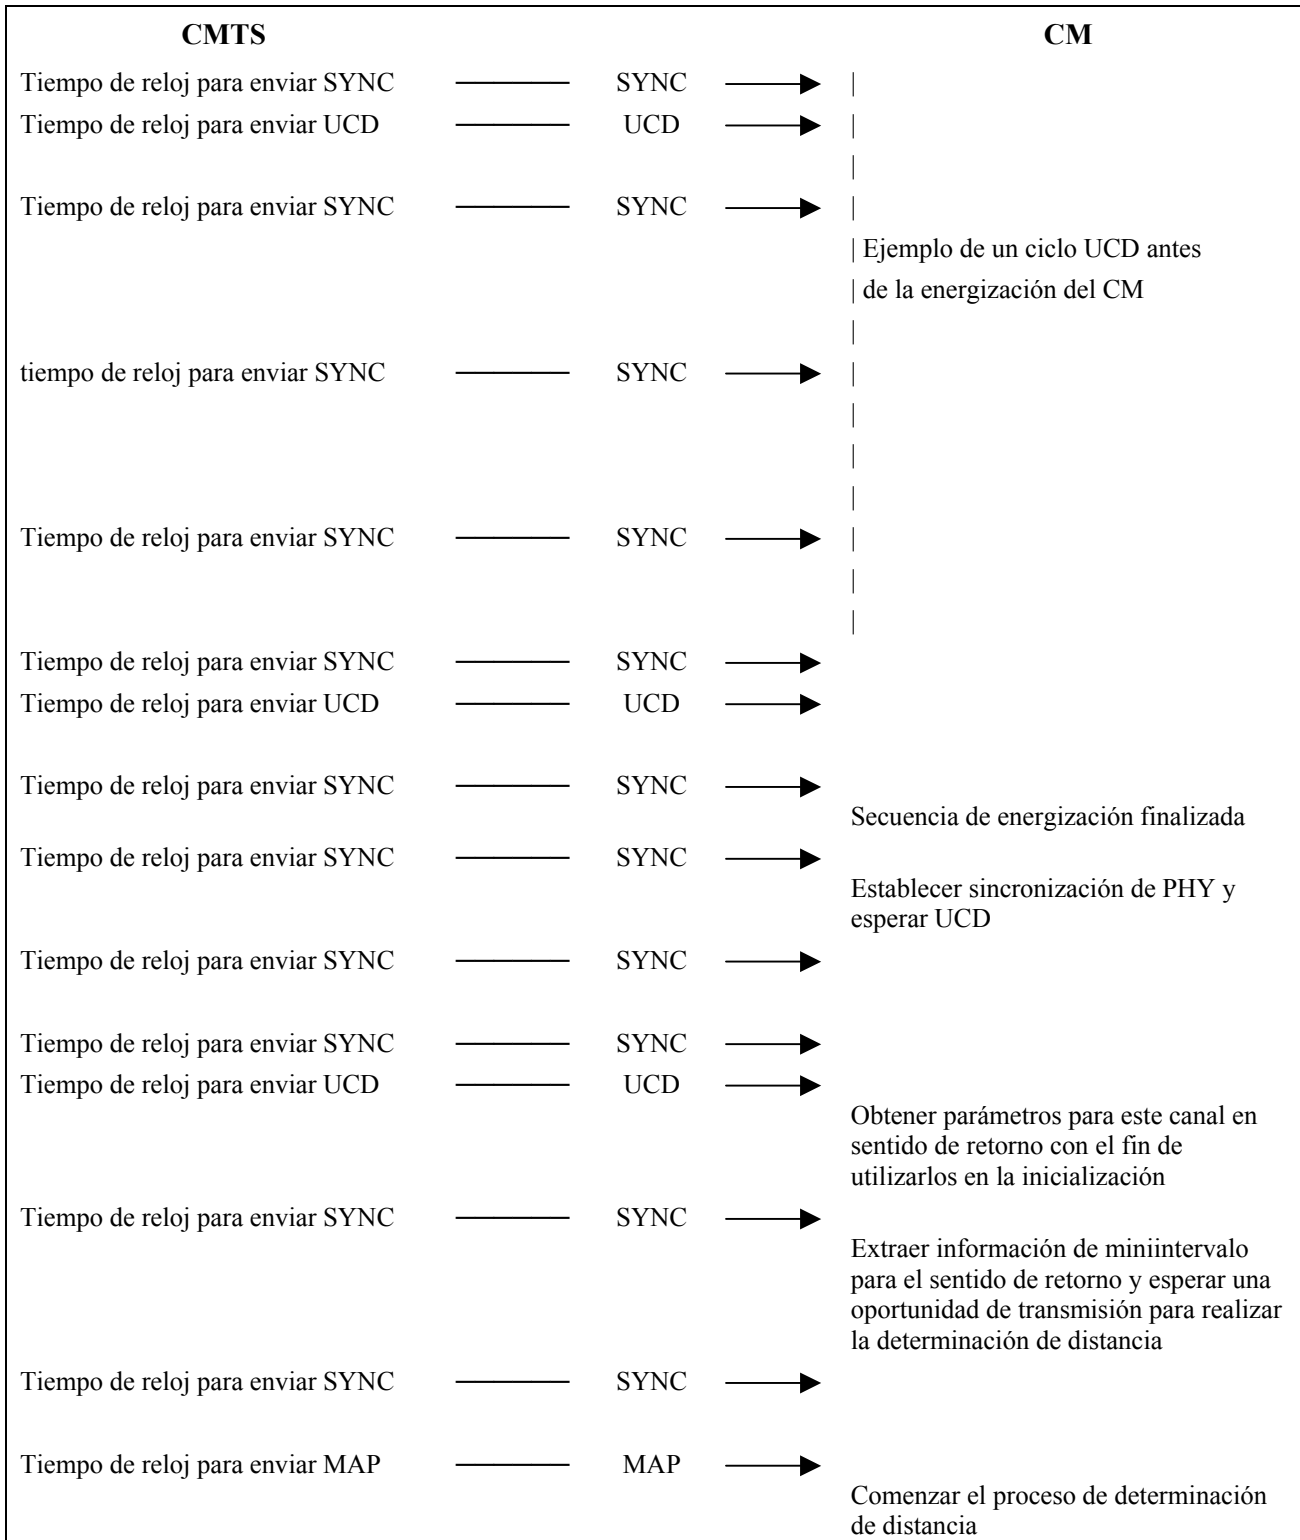 CMTS CM
Tiempo de reloj para enviar SYNC SYNC |
Tiempo de reloj para enviar UCD UCD |
|
Tiempo de reloj para enviar SYNC SYNC |
| Ejemplo de un ciclo UCD antes
| de la energización del CM
|
tiempo de reloj para enviar SYNC SYNC |
|
|
|
Tiempo de reloj para enviar SYNC SYNC |
|
|
Tiempo de reloj para enviar SYNC SYNC
Tiempo de reloj para enviar UCD UCD
Tiempo de reloj para enviar SYNC SYNC
Secuencia de energización finalizada
Tiempo de reloj para enviar SYNC SYNC
Establecer sincronización de PHY y
esperar UCD
Tiempo de reloj para enviar SYNC SYNC
Tiempo de reloj para enviar SYNC SYNC
Tiempo de reloj para enviar UCD UCD
Obtener parámetros para este canal en
sentido de retorno con el fin de
utilizarlos en la inicialización
Tiempo de reloj para enviar SYNC SYNC
Extraer información de miniintervalo
para el sentido de retorno y esperar una
oportunidad de transmisión para realizar
la determinación de distancia
Tiempo de reloj para enviar SYNC SYNC
Tiempo de reloj para enviar MAP MAP
Comenzar el proceso de determinación
de distancia